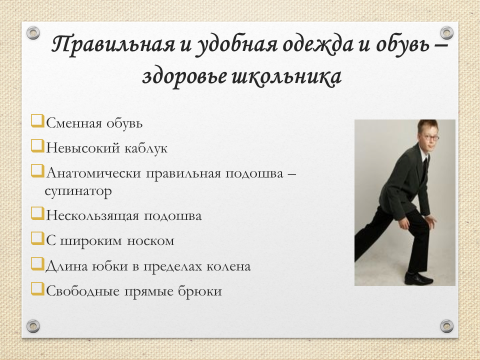 Правильная и удобная одежда и обувь –
здоровье школьника
Сменная обувь
Невысокий каблук
Анатомически правильная подошва –
супинатор
Нескользящая подошва
С широким носком
Длина юбки в пределах колена
Свободные прямые брюки